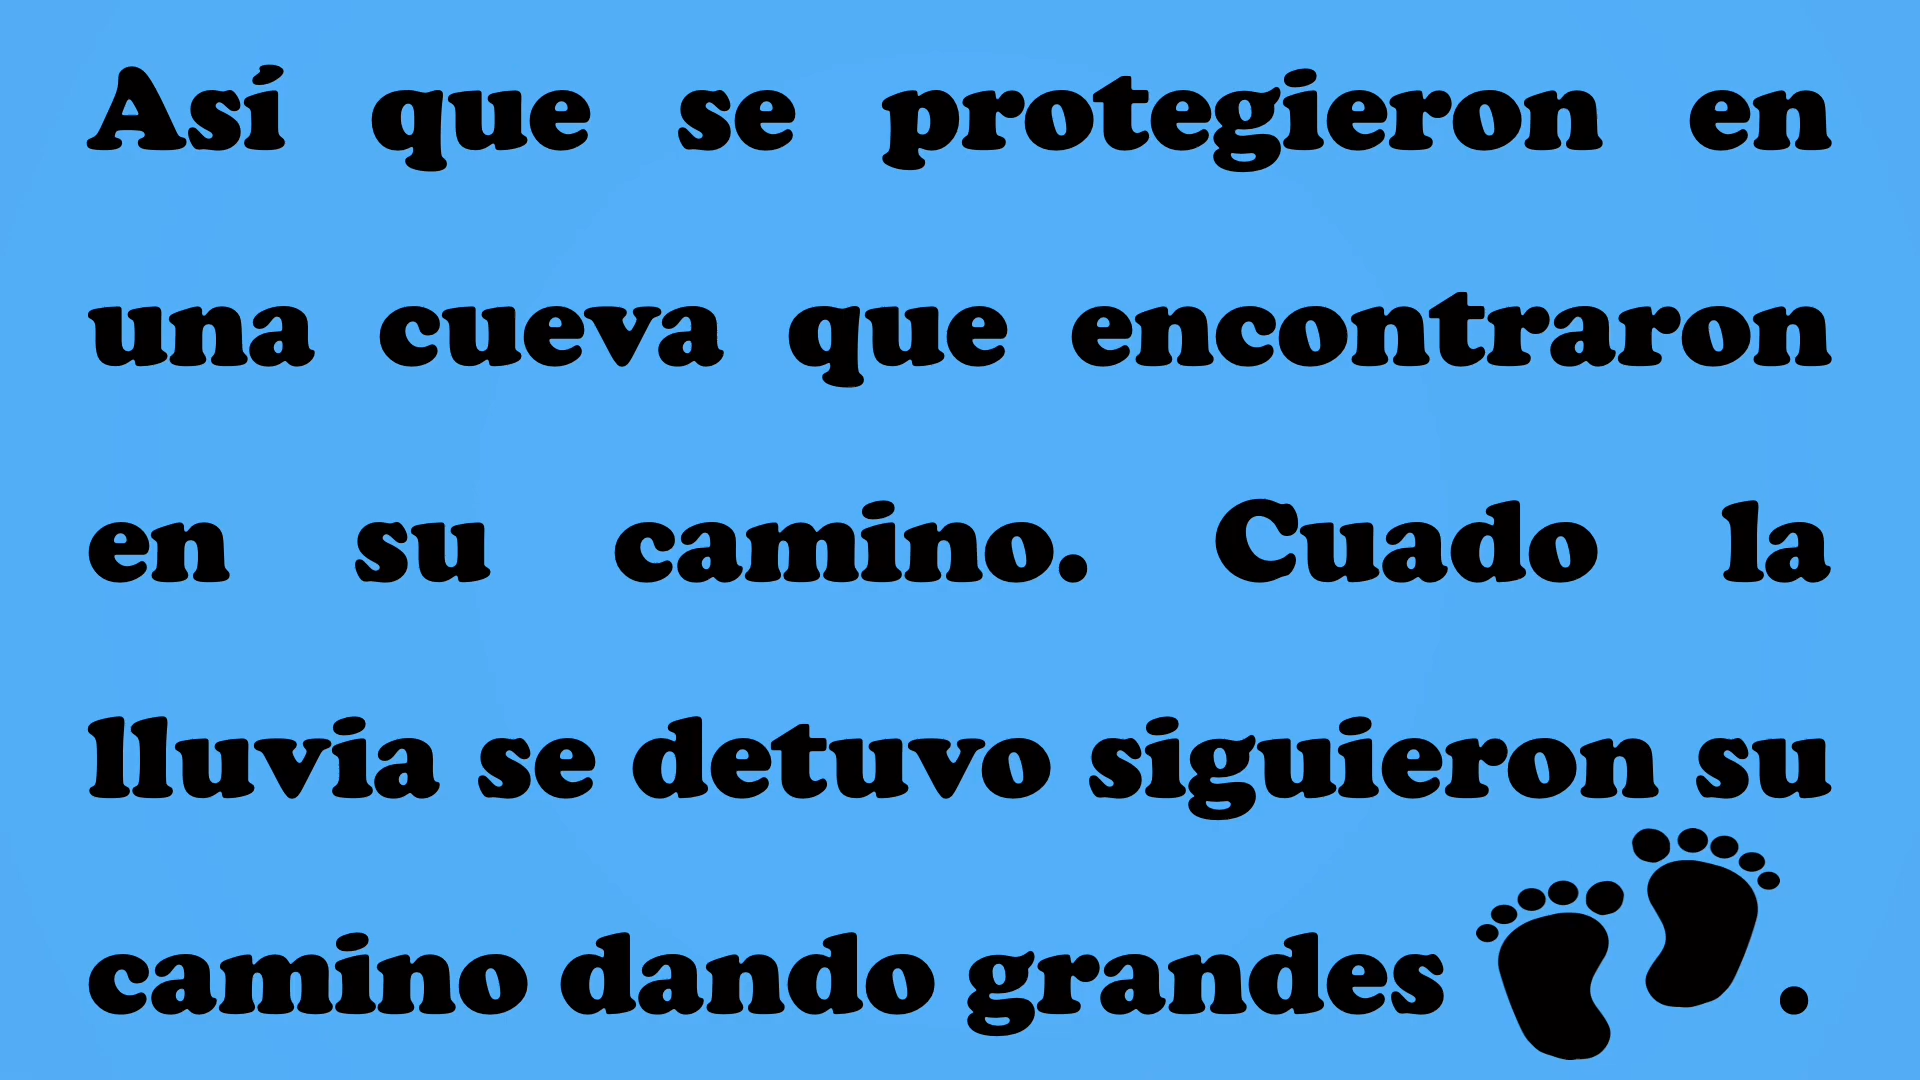 Así que se protegieron en
una cueva que encontraron
en su camino. Cuado la
lluvia se detuvo siguieron su
camino dando grandes .